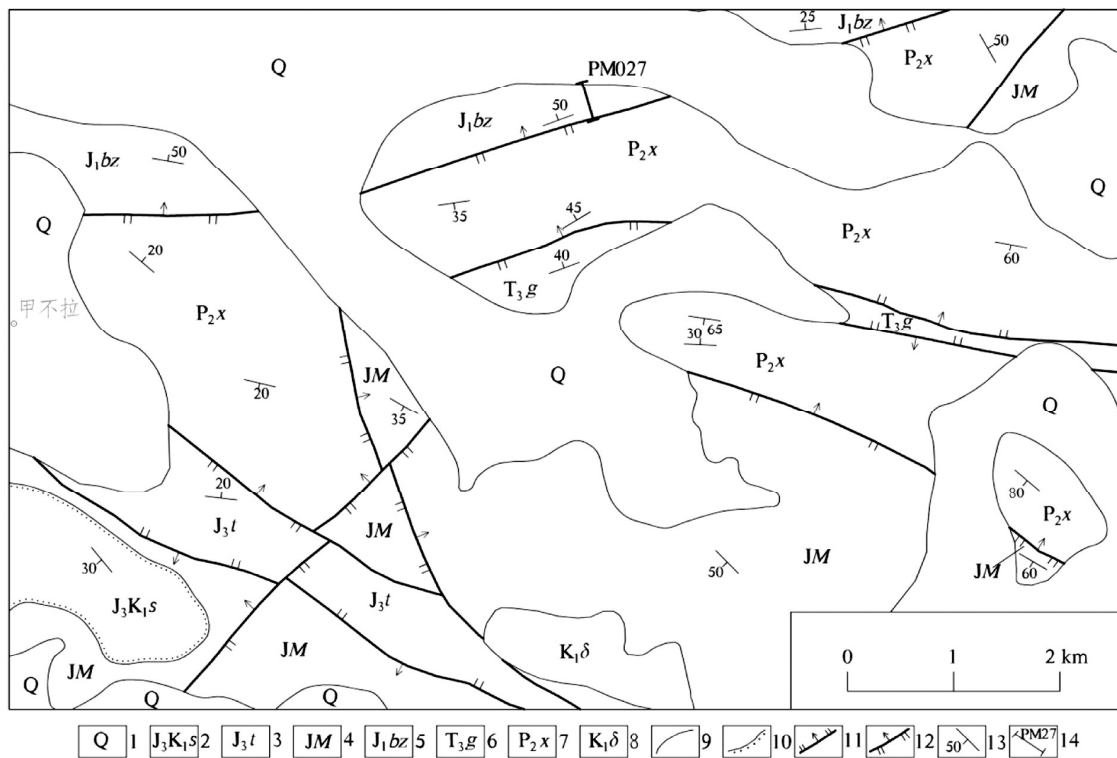 25 J₁bz
50
P₂x
Q
PM027
JM
50
J₁bz
J₁bz 50
P₂x
Q
Q
35
45
P₂x
20
40
60
T₃g
甲不拉
P₂x
T₃g
30 65
P₂x
JM
Q
20
35
Q
20
80
J₃t
JM
P₂x
30
50
JM
JM
60
J₃K₁s
J₃t
JM
JM
K₁δ
0 1 2 km
Q
Q
Q
Q 1 J₃K₁s 2 J₃t 3 JM 4 J₁bz 5 T₃g 6 P₂x 7 K₁δ 8 9 10 11 12 50 13 PM27 14